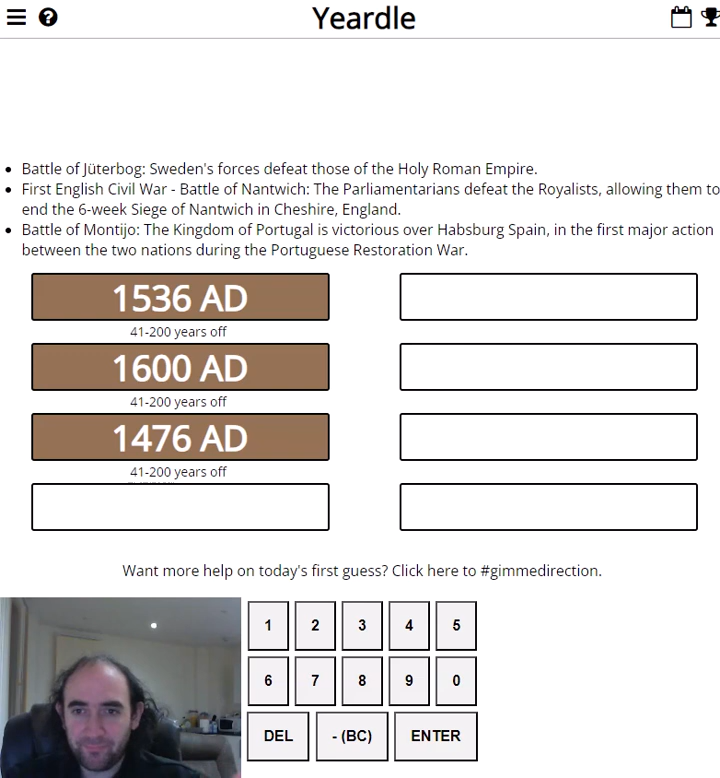 Yeardle
Battle of Jüterbog: Sweden's forces defeat those of the Holy Roman Empire.
First English Civil War - Battle of Nantwich: The Parliamentarians defeat the Royalists, allowing them to
end the 6-week Siege of Nantwich in Cheshire, England.
Battle of Montijo: The Kingdom of Portugal is victorious over Habsburg Spain, in the first major action
between the two nations during the Portuguese Restoration War.
1536 AD
41-200 years off
1600 AD
41-200 years off
1476 AD
41-200 years off
Want more help on today's first guess? Click here to #gimmedirection.
1 2 3 4 5
6 7 8 9 0
DEL - (BC) ENTER